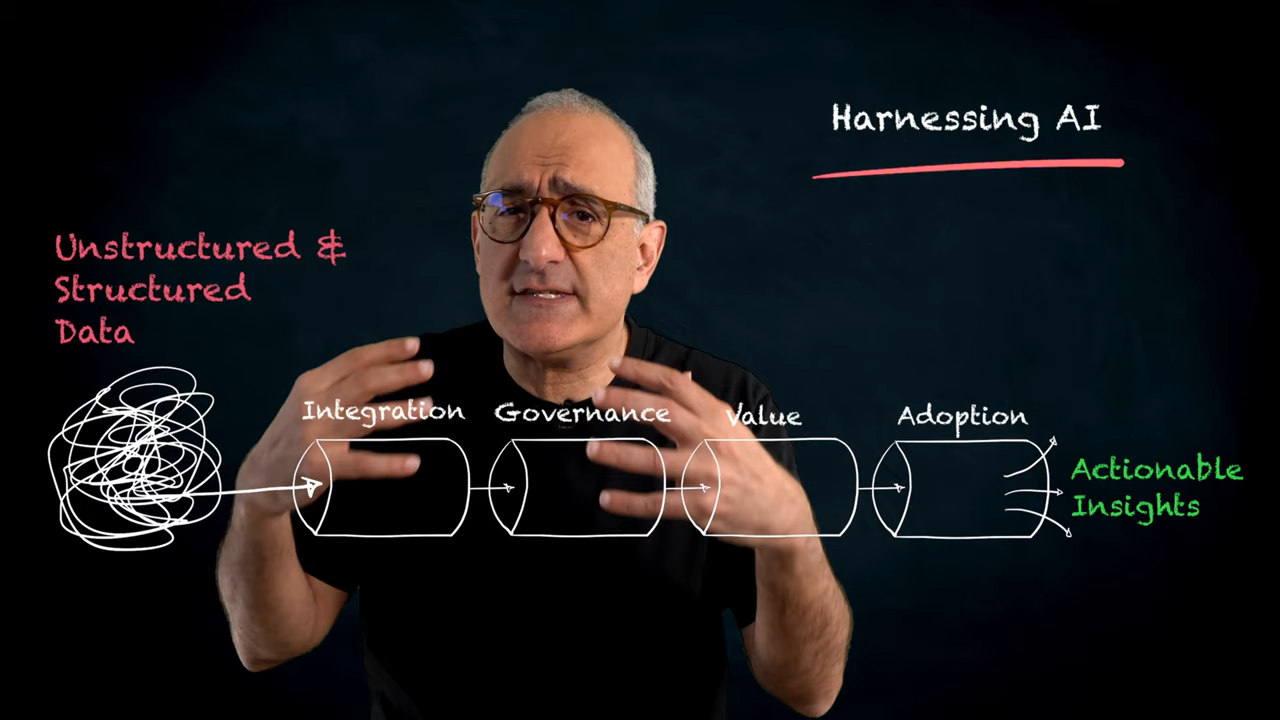 Harnessing AI
Unstructured &
Structured
Data
Integration
Governance
Value
Adoption
Actionable
Insights